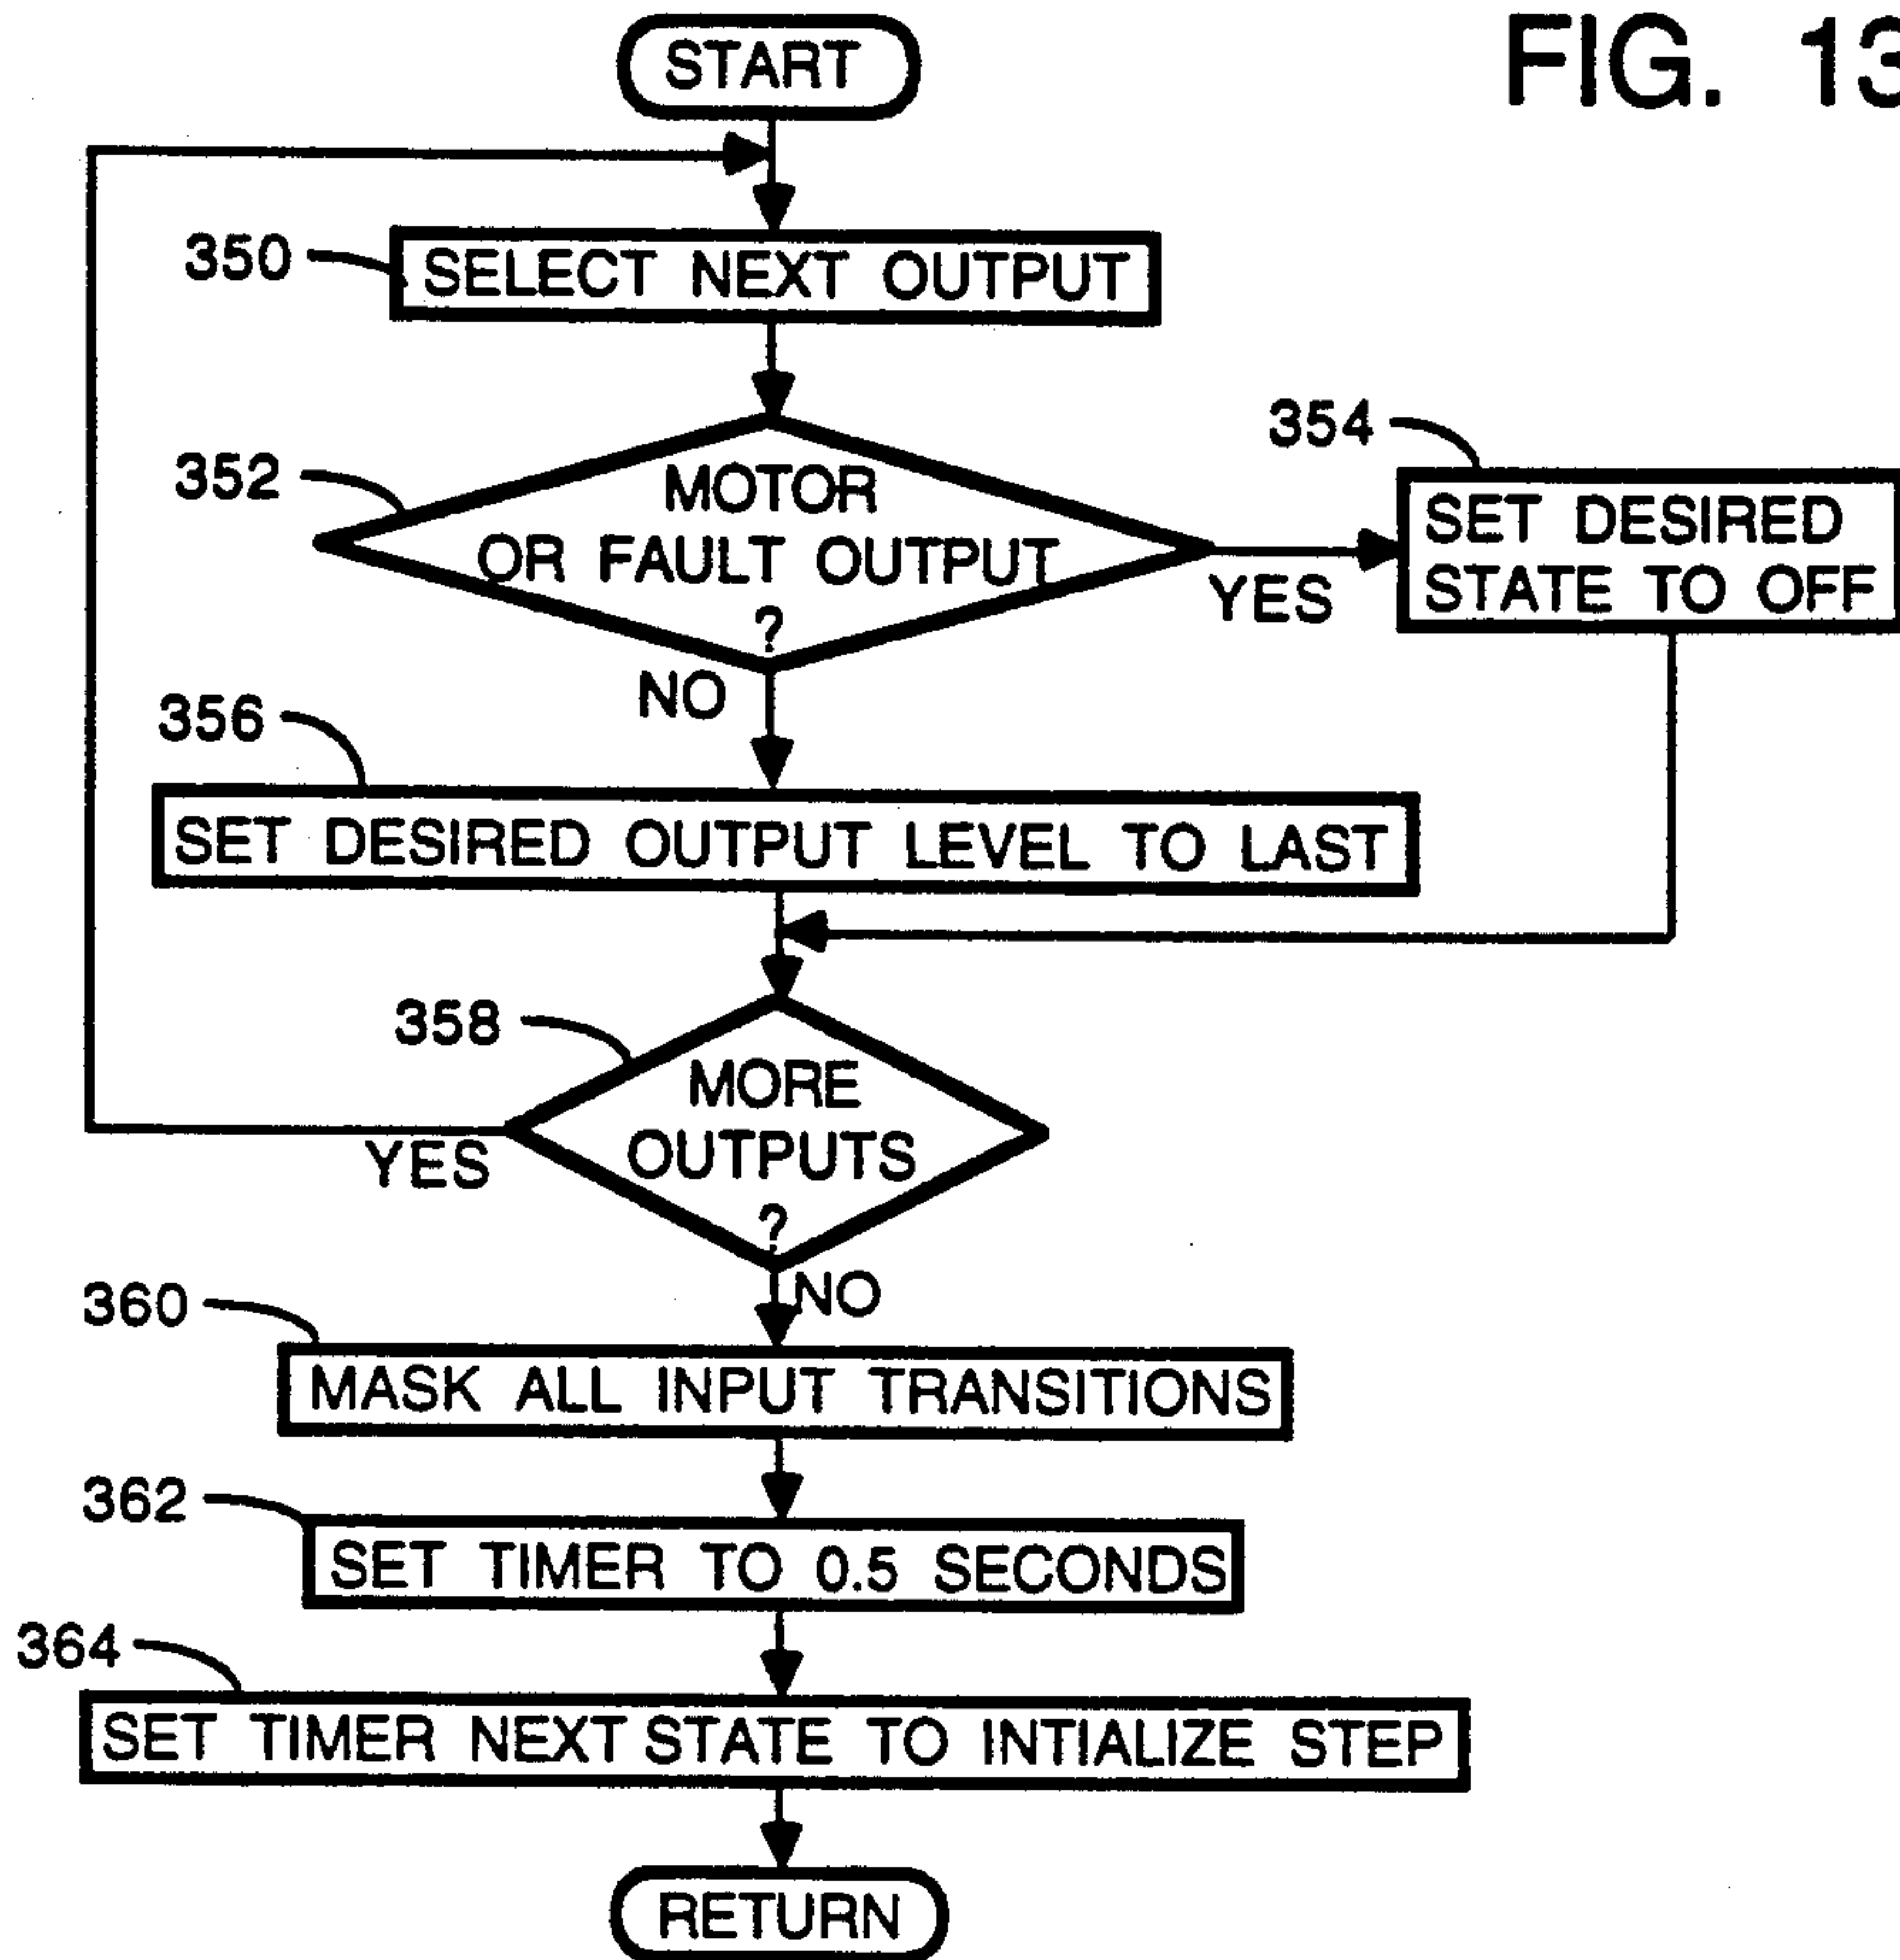 FIG. 13
START
350
SELECT NEXT OUTPUT
352
MOTOR
OR FAULT OUTPUT
?
YES
354
SET DESIRED
STATE TO OFF
NO
356
SET DESIRED OUTPUT LEVEL TO LAST
358
MORE
OUTPUTS
?
YES
NO
360
MASK ALL INPUT TRANSITIONS
362
SET TIMER TO 0.5 SECONDS
364
SET TIMER NEXT STATE TO INTIALIZE STEP
RETURN